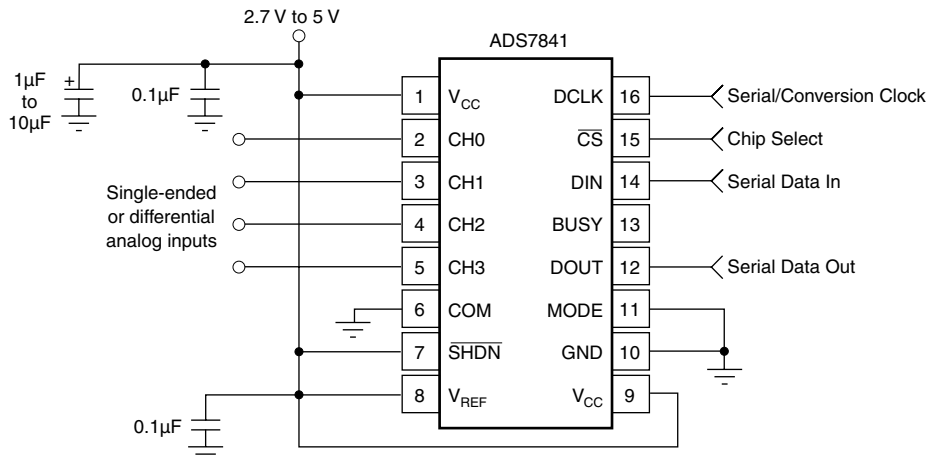 2.7 V to 5 V
ADS7841
1µF
to
10µF
+
0.1µF
1 V_CC DCLK 16 Serial/Conversion Clock
2 CH0 C̅S̅ 15 Chip Select
3 CH1 DIN 14 Serial Data In
Single-ended
or differential
analog inputs
4 CH2 BUSY 13
5 CH3 DOUT 12 Serial Data Out
6 COM MODE 11
7 S̅H̅D̅N̅ GND 10
8 V_REF V_CC 9
0.1µF